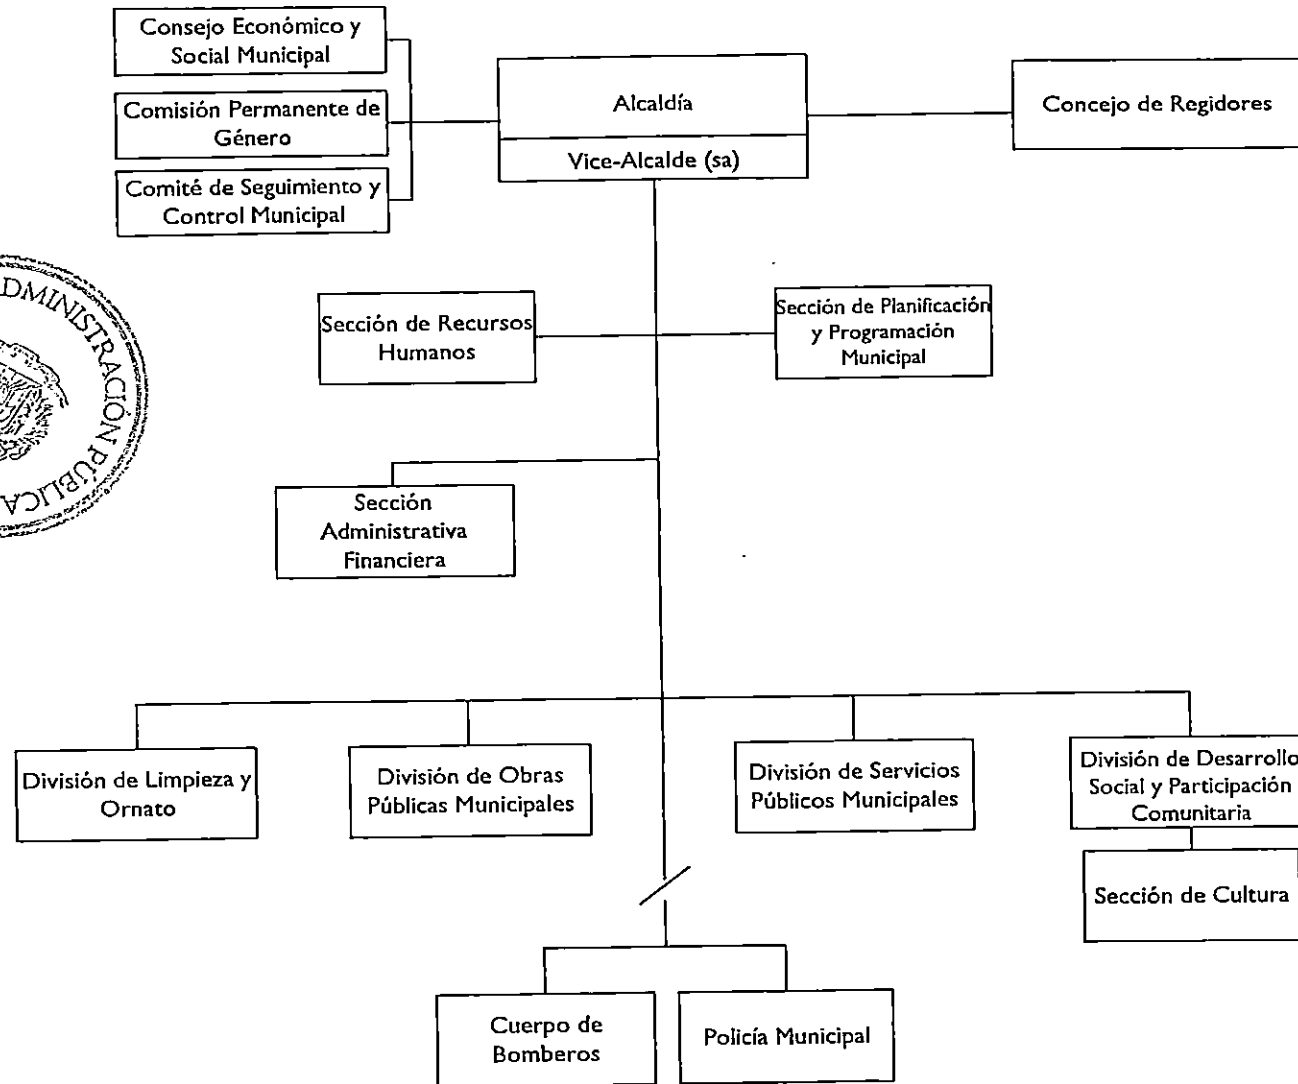 Consejo Económico y
Social Municipal
Comisión Permanente de
Género
Comité de Seguimiento y
Control Municipal
Alcaldía
Vice-Alcalde (sa)
Concejo de Regidores
ADMINISTRACIÓN PÚBLICA
Sección de Recursos
Humanos
Sección de Planificación
y Programación
Municipal
Sección
Administrativa
Financiera
División de Limpieza y
Ornato
División de Obras
Públicas Municipales
División de Servicios
Públicos Municipales
División de Desarrollo
Social y Participación
Comunitaria
Sección de Cultura
Cuerpo de
Bomberos
Policía Municipal